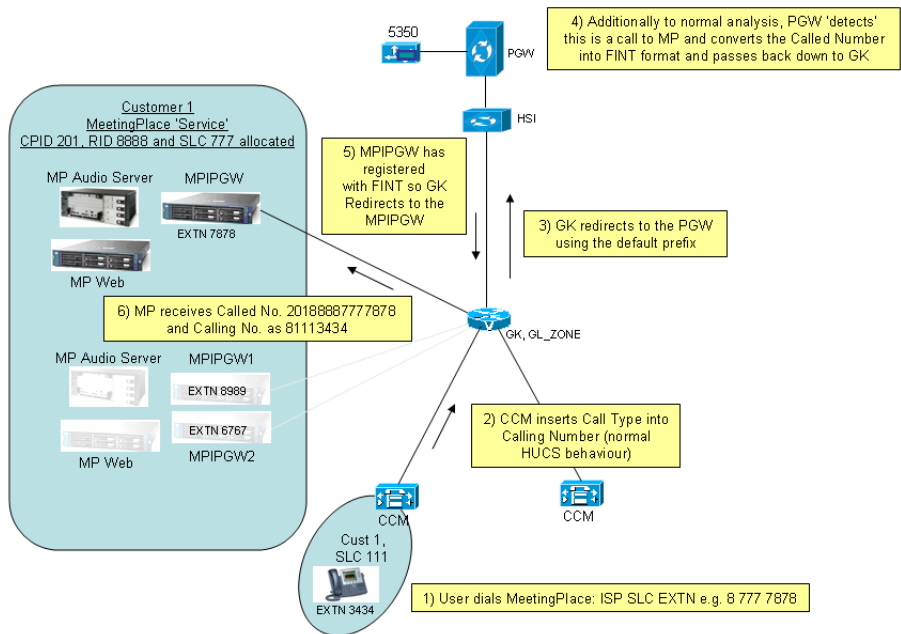 5350
PGW
4) Additionally to normal analysis, PGW 'detects'
this is a call to MP and converts the Called Number
into FINT format and passes back down to GK
HSI
Customer 1
MeetingPlace 'Service'
CPID 201, RID 8888 and SLC 777 allocated
MP Audio Server
MPIPGW
EXTN 7878
MP Web
5) MPIPGW has
registered
with FINT so GK
Redirects to the
MPIPGW
3) GK redirects to the PGW
using the default prefix
6) MP receives Called No. 20188887777878
and Calling No. as 81113434
V
GK, GL_ZONE
MP Audio Server
MPIPGW1
EXTN 8989
EXTN 6767
MP Web
MPIPGW2
2) CCM inserts Call Type into
Calling Number (normal
HUCS behaviour)
CCM
CCM
Cust 1,
SLC 111
EXTN 3434
1) User dials MeetingPlace: ISP SLC EXTN e.g. 8 777 7878